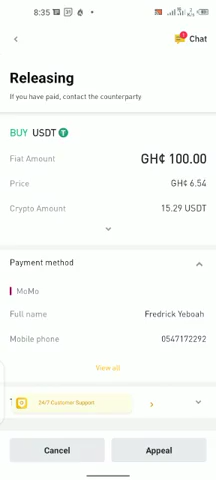 8:35
Chat
Releasing
If you have paid, contact the counterparty
BUY USDT
Fiat Amount GH¢ 100.00
Price GH¢ 6.54
Crypto Amount 15.29 USDT
Payment method
MoMo
Full name Fredrick Yeboah
Mobile phone 0547172292
View all
24/7 Customer Support
Cancel Appeal